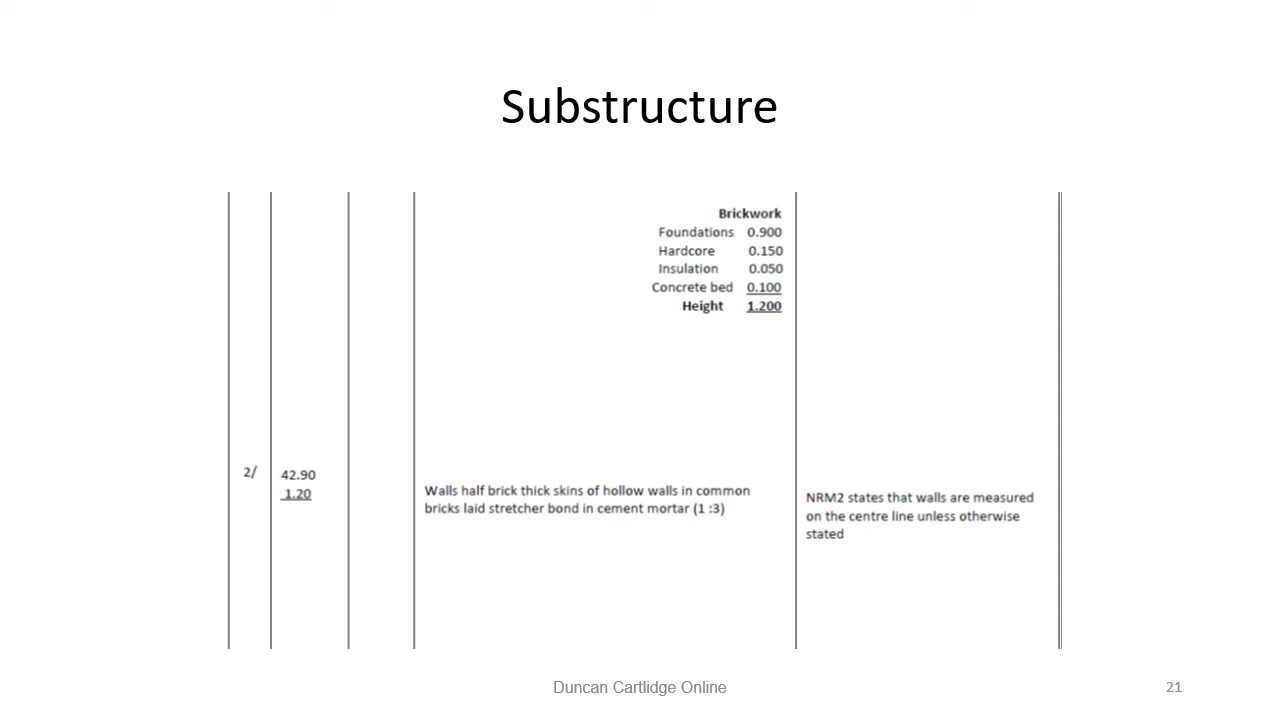 Substructure
Brickwork
Foundations 0.900
Hardcore 0.150
Insulation 0.050
Concrete bed 0.100
Height 1.200
2/ 42.90
1.20
Walls half brick thick skins of hollow walls in common
bricks laid stretcher bond in cement mortar (1 :3)
NRM2 states that walls are measured
on the centre line unless otherwise
stated
Duncan Cartlidge Online
21